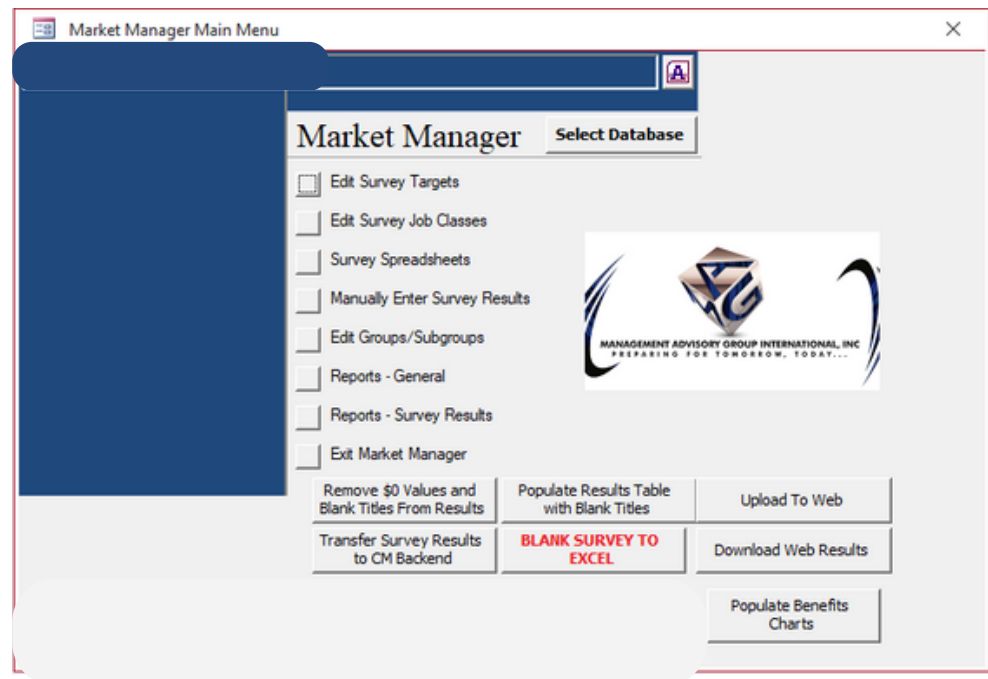 Market Manager Main Menu
A
Market Manager
Select Database
Edit Survey Targets
Edit Survey Job Classes
Survey Spreadsheets
Manually Enter Survey Results
Edit Groups/Subgroups
Reports - General
Reports - Survey Results
Exit Market Manager
MAG
MANAGEMENT ADVISORY GROUP INTERNATIONAL, INC
PREPARING FOR TOMORROW, TODAY...
Remove $0 Values and
Blank Titles From Results
Populate Results Table
with Blank Titles
Upload To Web
Transfer Survey Results
to CM Backend
BLANK SURVEY TO
EXCEL
Download Web Results
Populate Benefits
Charts